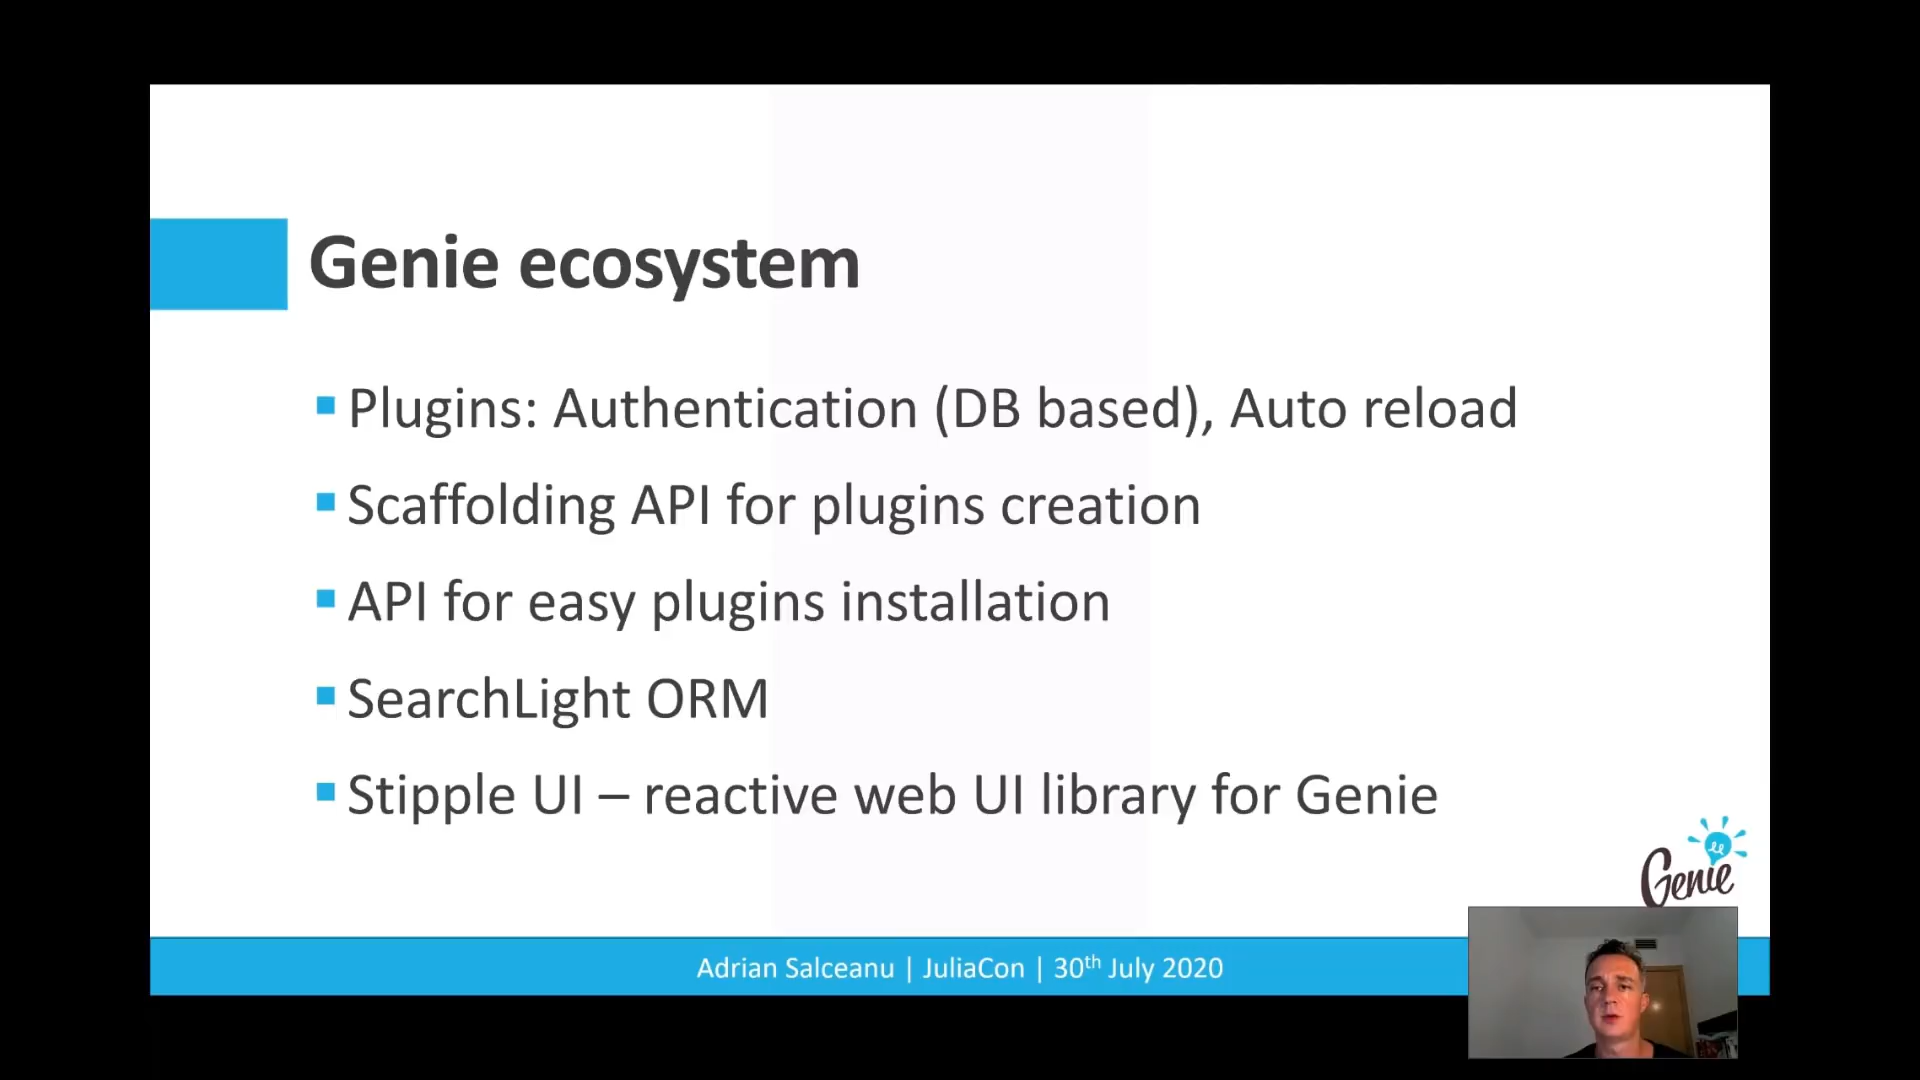 Genie ecosystem
Plugins: Authentication (DB based), Auto reload
Scaffolding API for plugins creation
API for easy plugins installation
SearchLight ORM
Stipple UI – reactive web UI library for Genie
Genie
Adrian Salceanu | JuliaCon | 30th July 2020